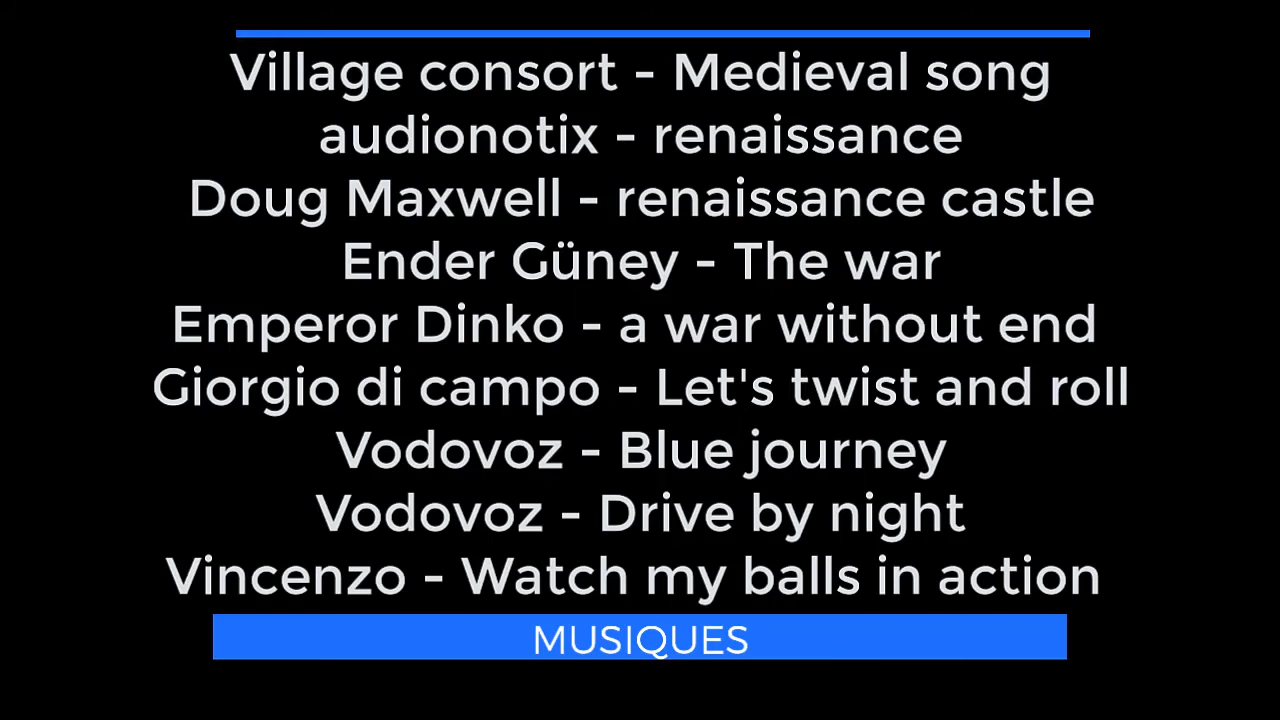 Village consort - Medieval song
audionotix - renaissance
Doug Maxwell - renaissance castle
Ender Güney - The war
Emperor Dinko - a war without end
Giorgio di campo - Let's twist and roll
Vodovoz - Blue journey
Vodovoz - Drive by night
Vincenzo - Watch my balls in action
MUSIQUES